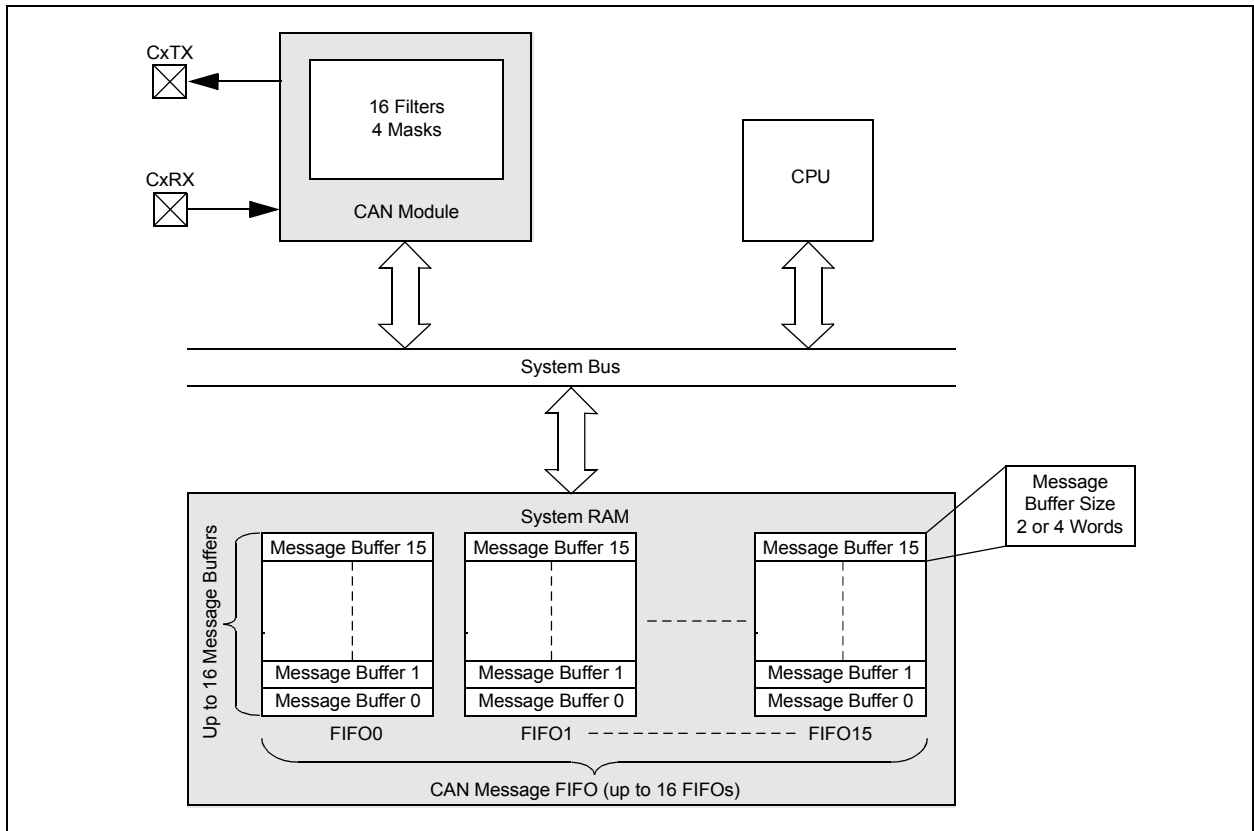 CxTX
16 Filters
4 Masks
CxRX
CAN Module
CPU
System Bus
System RAM
Message
Buffer Size
2 or 4 Words
Up to 16 Message Buffers
Message Buffer 15
Message Buffer 15
Message Buffer 15
Message Buffer 1
Message Buffer 1
Message Buffer 1
Message Buffer 0
Message Buffer 0
Message Buffer 0
FIFO0
FIFO1
FIFO15
CAN Message FIFO (up to 16 FIFOs)